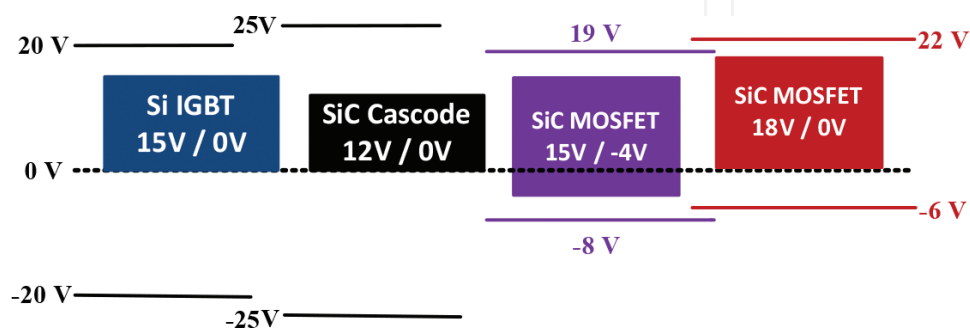 25V
20 V
19 V
22 V
Si IGBT
15V / 0V
SiC Cascode
12V / 0V
SiC MOSFET
15V / -4V
SiC MOSFET
18V / 0V
0 V
-6 V
-8 V
-20 V
-25V